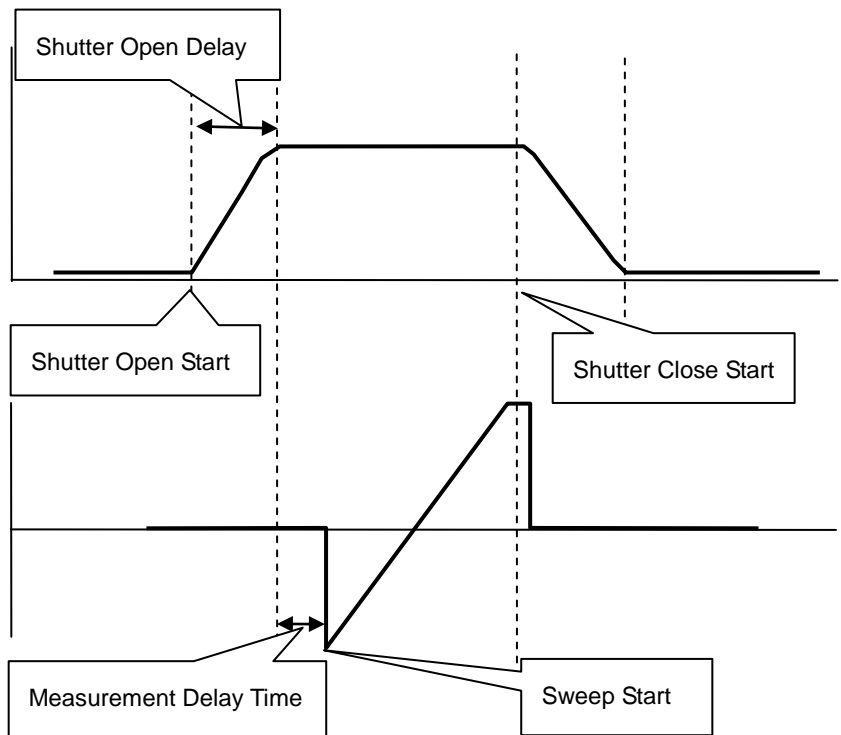 Shutter Open Delay
Shutter Open Start
Shutter Close Start
Measurement Delay Time
Sweep Start